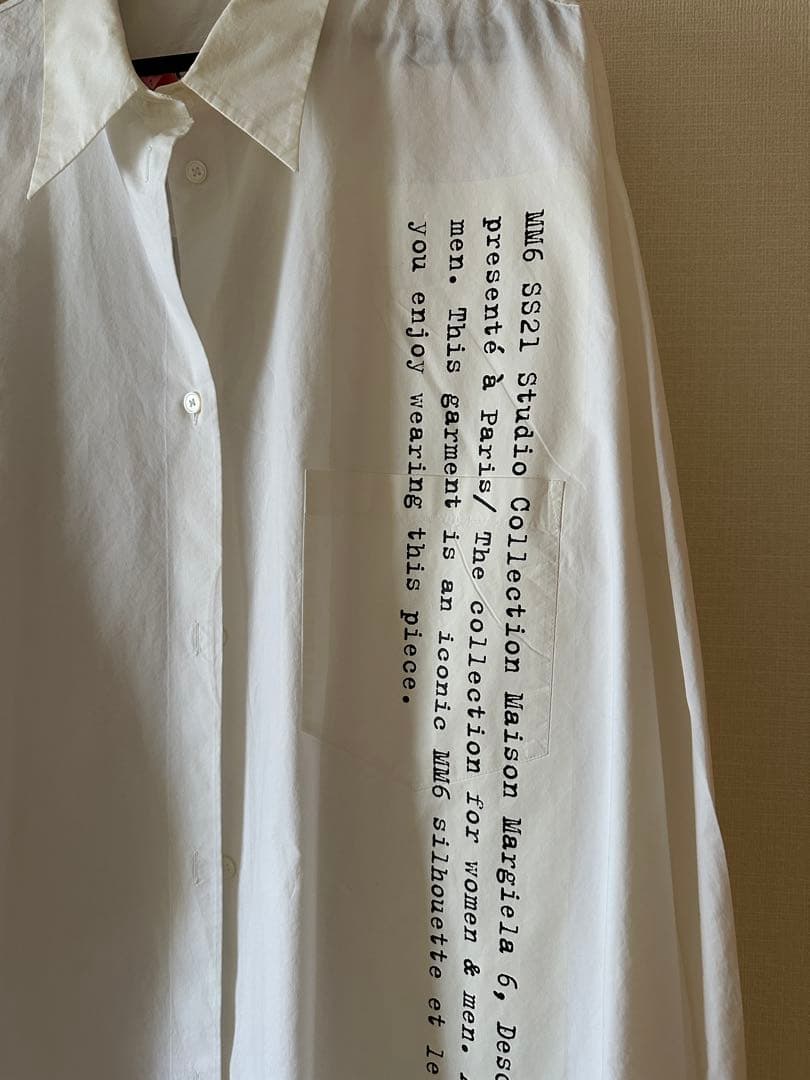 MM6 SS21 Studio Collection Maison Margiela 6, Desc
presenté à Paris/ The collection for women & men.
men. This garment is an iconic MM6 silhouette et le
you enjoy wearing this piece.